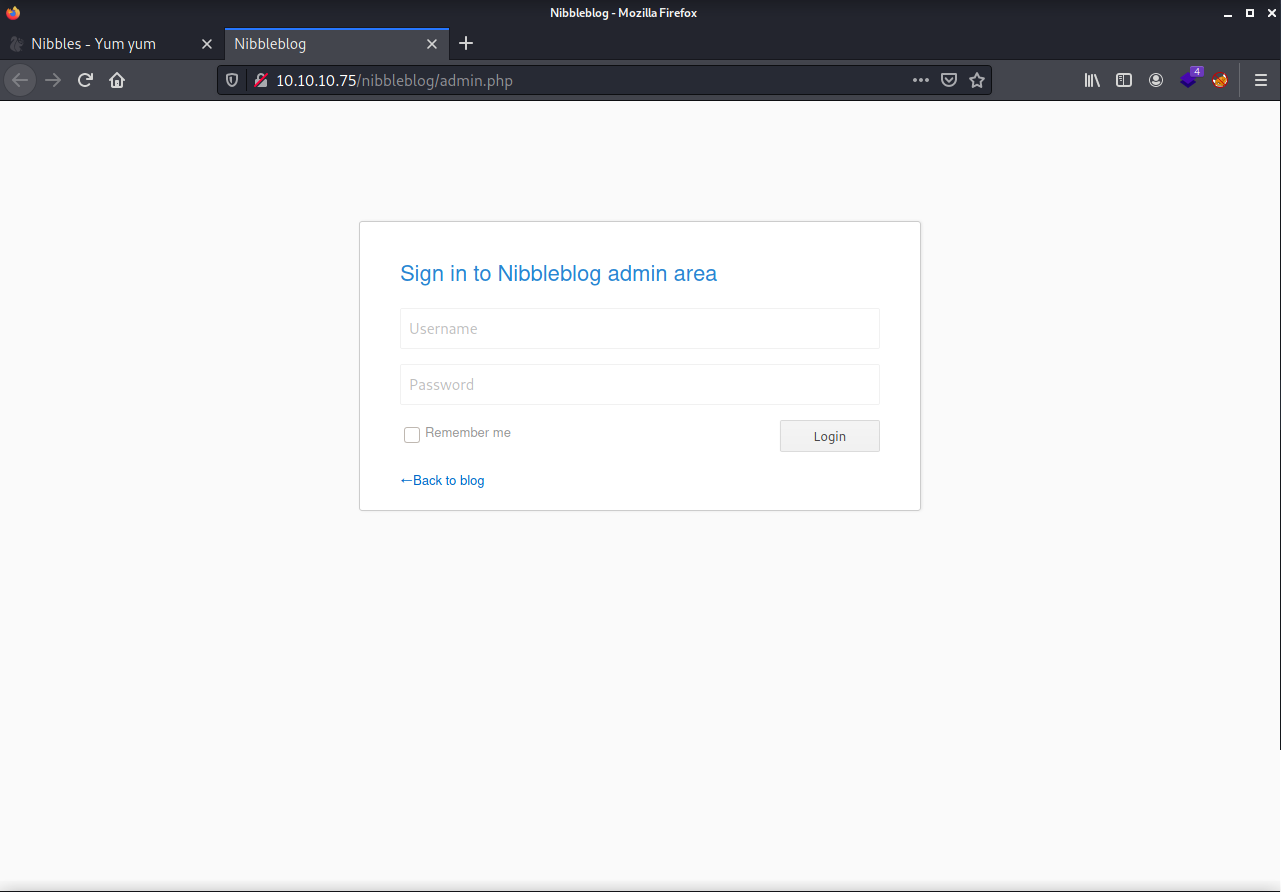 Nibbleblog - Mozilla Firefox
Nibbles - Yum yum
Nibbleblog
10.10.10.75/nibbleblog/admin.php
4
Sign in to Nibbleblog admin area
Username
Password
Remember me
Login
←Back to blog